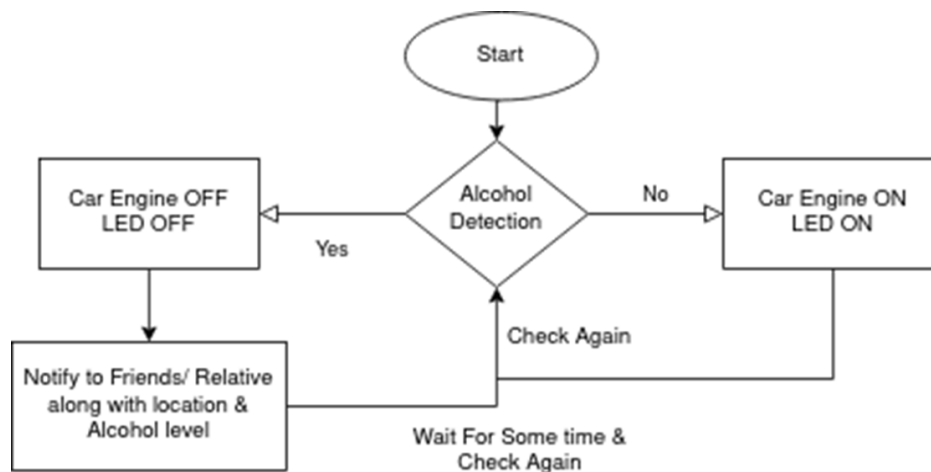 Start
Alcohol
Detection
Car Engine OFF
LED OFF
Yes
No
Car Engine ON
LED ON
Check Again
Notify to Friends/ Relative
along with location &
Alcohol level
Wait For Some time &
Check Again